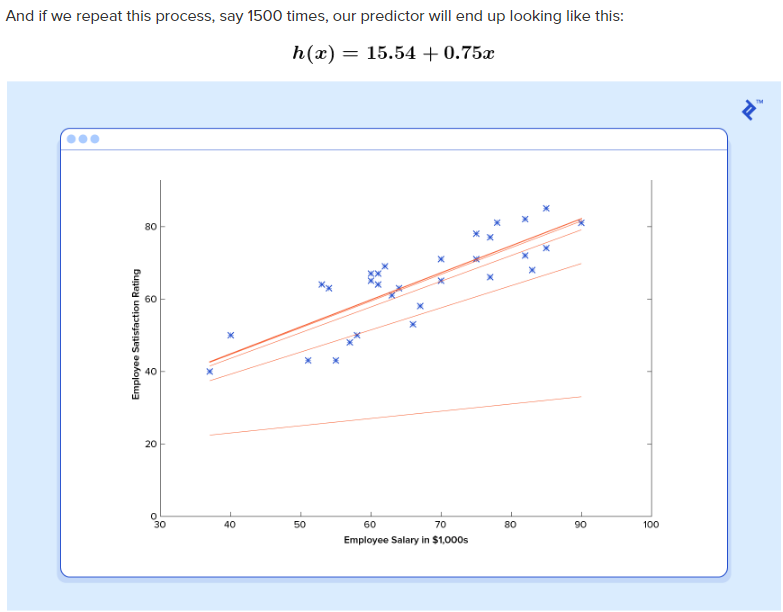 And if we repeat this process, say 1500 times, our predictor will end up looking like this:
h(x) = 15.54 + 0.75x
TM
80
60
40
20
0
Employee Satisfaction Rating
30 40 50 60 70 80 90 100
Employee Salary in $1,000s